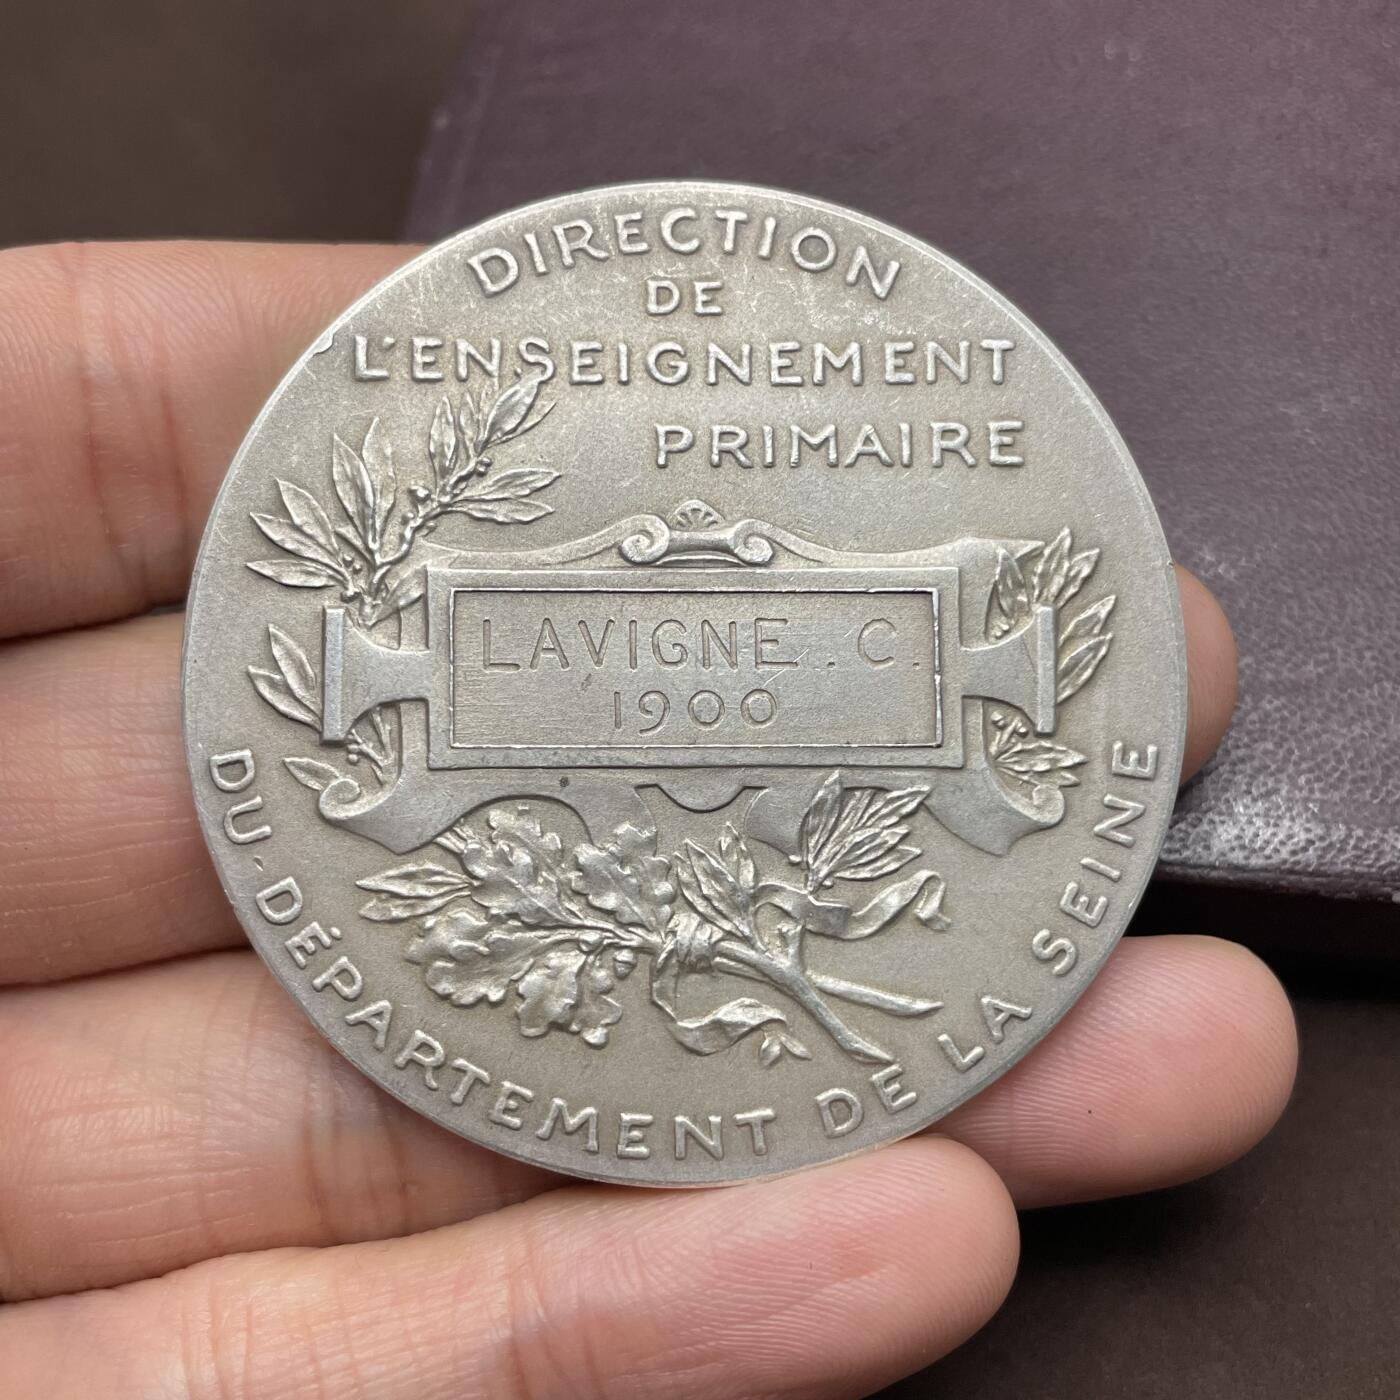 DIRECTION
DE
L'ENSEIGNEMENT
PRIMAIRE
LAVIGNE . C.
1900
DU·DÉPARTEMENT DE LA SEINE